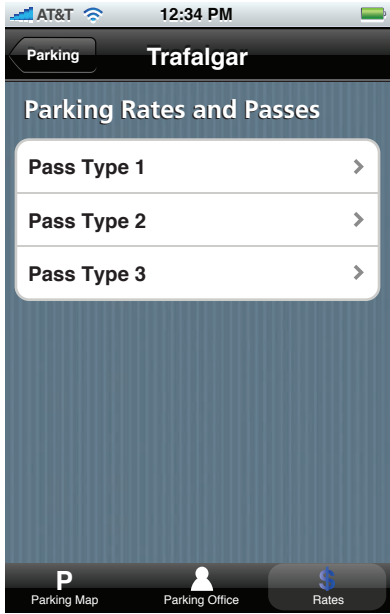 AT&T 12:34 PM
Parking Trafalgar
Parking Rates and Passes
Pass Type 1
Pass Type 2
Pass Type 3
P $
Parking Map Parking Office Rates